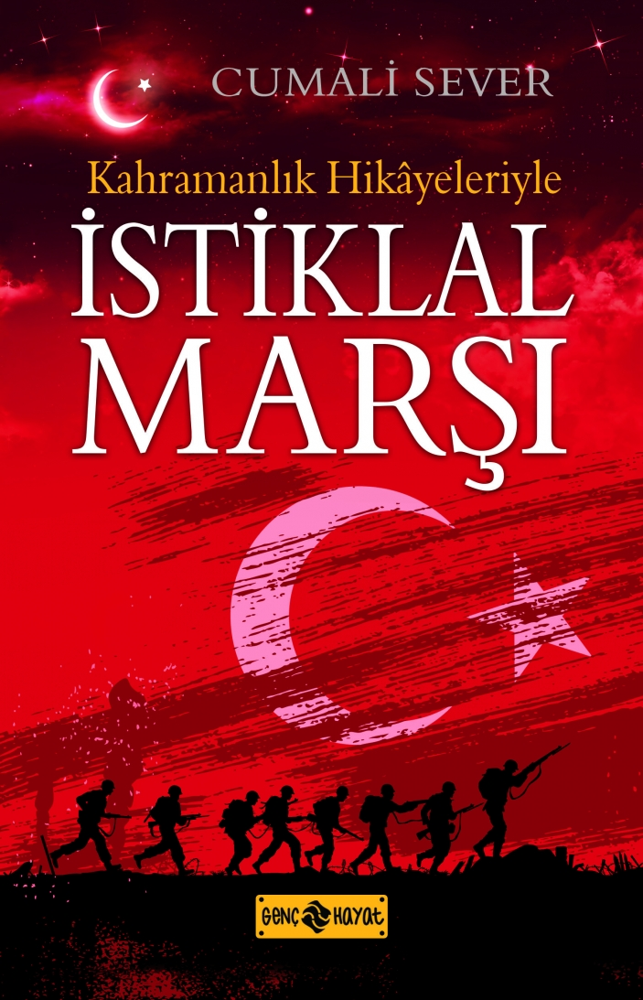 CUMALİ SEVER
Kahramanlık Hikâyeleriyle
İSTİKLAL
MARŞI
GENÇ HAYAT